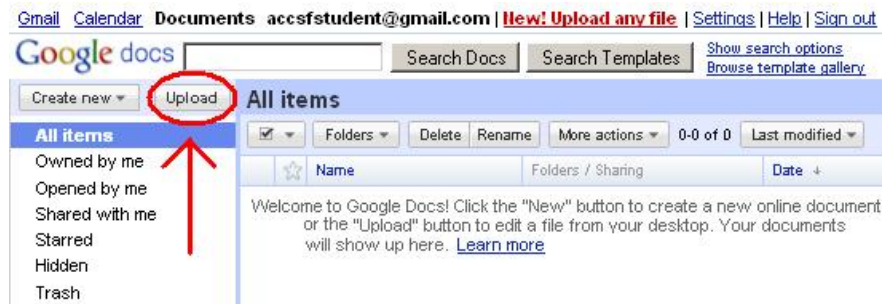 Gmail Calendar Documents accsfstudent@gmail.com | New! Upload any file | Settings | Help | Sign out
Google docs Search Docs Search Templates Show search options
Browse template gallery
Create new Upload All items
All items Folders Delete Rename More actions 0-0 of 0 Last modified
Owned by me Name Folders / Sharing Date
Opened by me
Shared with me
Starred
Hidden
Trash
Welcome to Google Docs! Click the "New" button to create a new online document
or the "Upload" button to edit a file from your desktop. Your documents
will show up here. Learn more